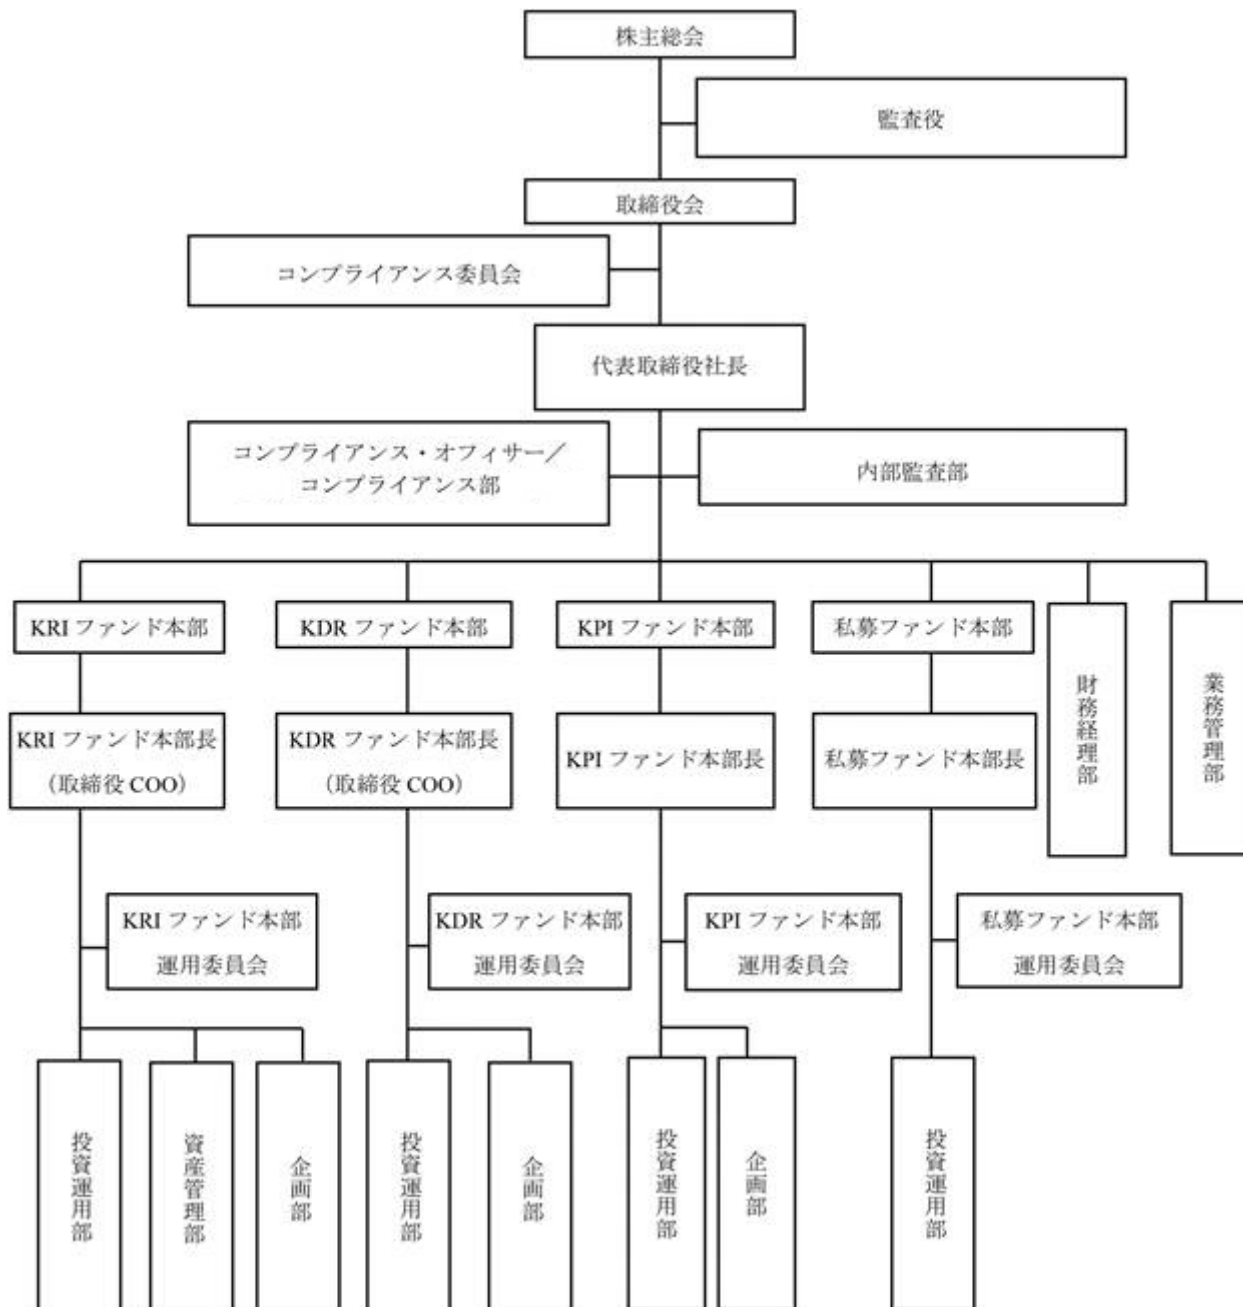 株主総会
監査役
取締役会
コンプライアンス委員会
代表取締役社長
コンプライアンス・オフィサー／
コンプライアンス部
内部監査部
KRI ファンド本部
KDR ファンド本部
KPI ファンド本部
私募ファンド本部
財務経理部
業務管理部
KRI ファンド本部長
（取締役 COO）
KDR ファンド本部長
（取締役 COO）
KPI ファンド本部長
私募ファンド本部長
KRI ファンド本部
運用委員会
KDR ファンド本部
運用委員会
KPI ファンド本部
運用委員会
私募ファンド本部
運用委員会
投資運用部
資産管理部
企画部
投資運用部
企画部
投資運用部
企画部
投資運用部